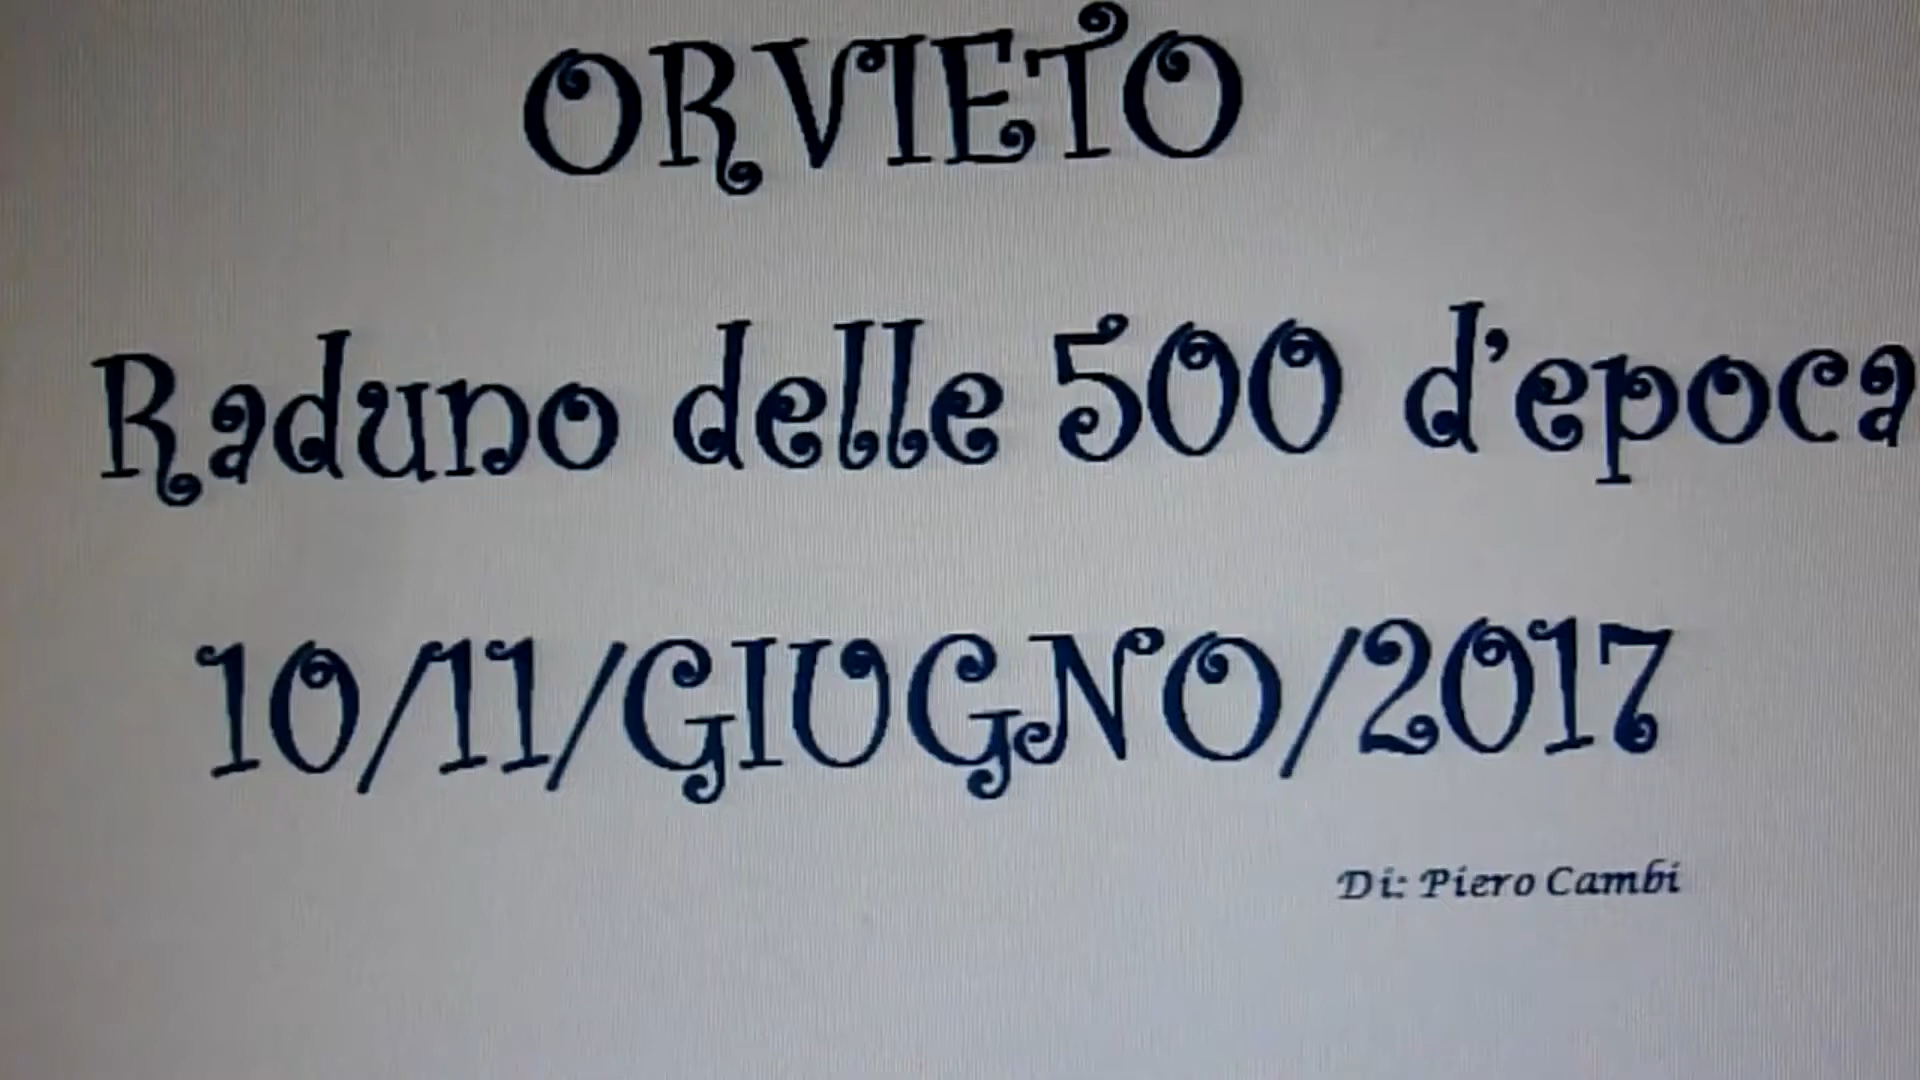 ORVIETO
Raduno delle 500 d'epoca
10/11/GIUGNO/2017
Di: Piero Cambi